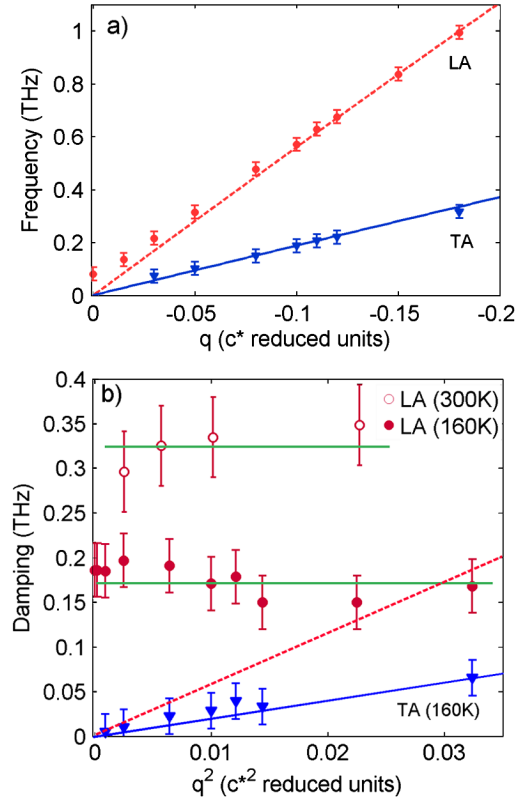 a)
1
0.8
0.6
0.4
0.2
0
Frequency (THz)
LA
TA
0 -0.05 -0.1 -0.15 -0.2
q (c* reduced units)
b)
0.4
0.35
0.3
0.25
0.2
0.15
0.1
0.05
0
Damping (THz)
LA (300K)
LA (160K)
TA (160K)
0 0.01 0.02 0.03
q² (c*² reduced units)